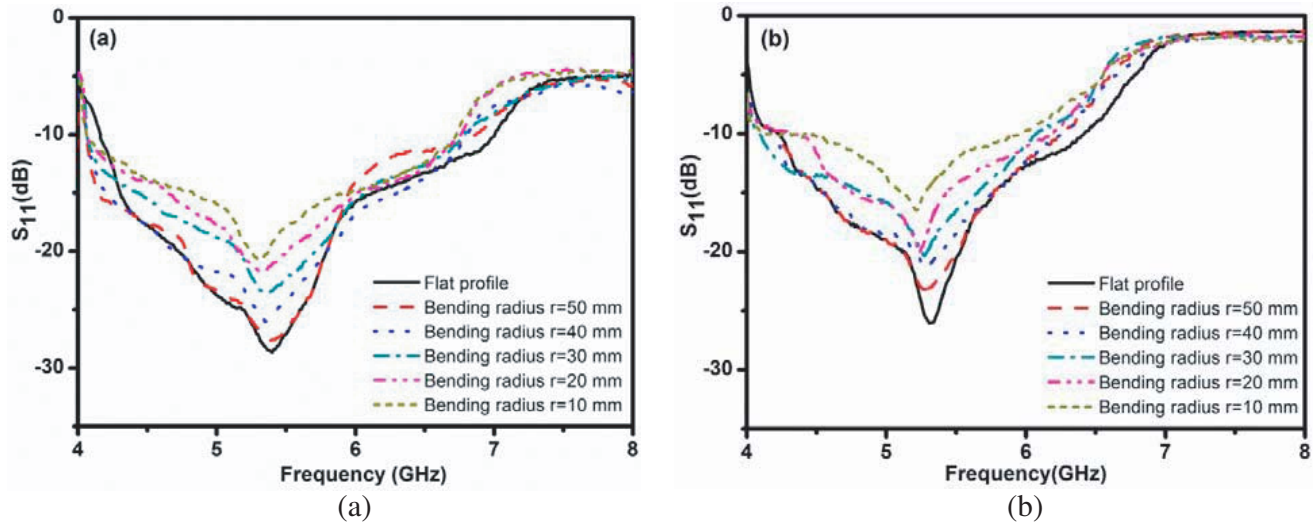 (a)
0
-10
-20
-30
S11(dB)
Flat profile
Bending radius r=50 mm
Bending radius r=40 mm
Bending radius r=30 mm
Bending radius r=20 mm
Bending radius r=10 mm
4
5
6
7
8
Frequency (GHz)
(a)
(b)
0
-10
-20
-30
S11(dB)
Flat profile
Bending radius r=50 mm
Bending radius r=40 mm
Bending radius r=30 mm
Bending radius r=20 mm
Bending radius r=10 mm
4
5
6
7
8
Frequency(GHz)
(b)